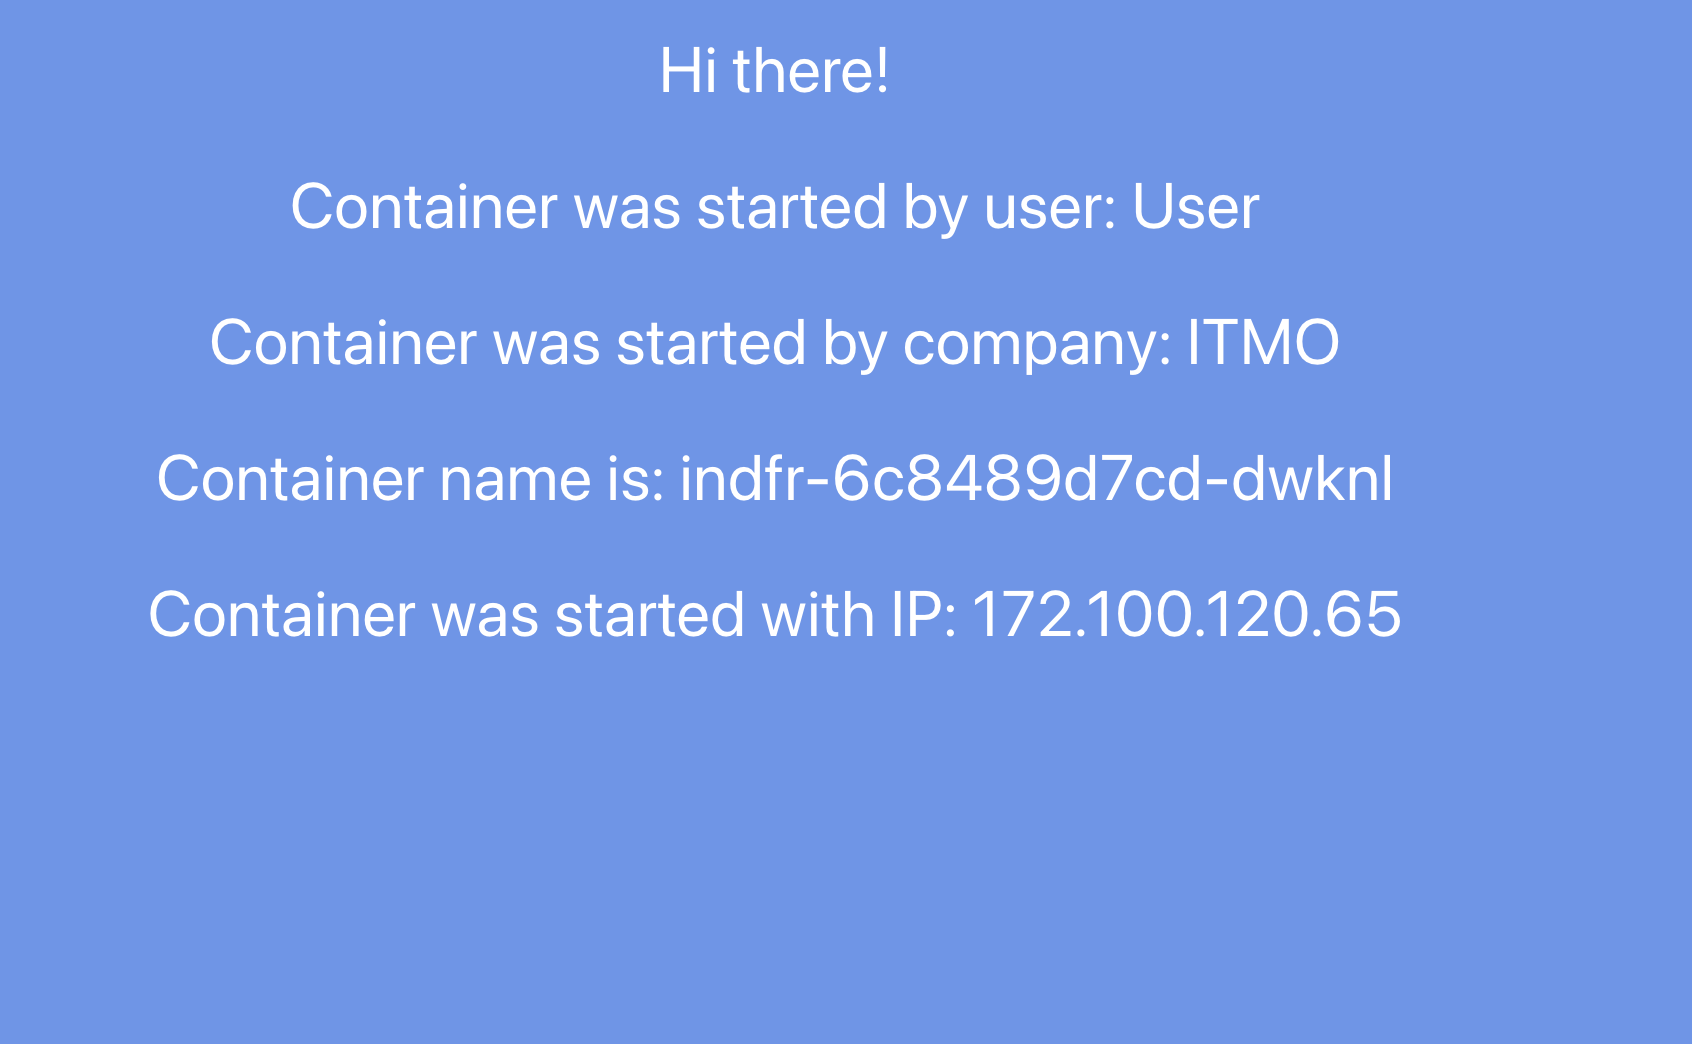 Hi there!
Container was started by user: User
Container was started by company: ITMO
Container name is: indfr-6c8489d7cd-dwknl
Container was started with IP: 172.100.120.65